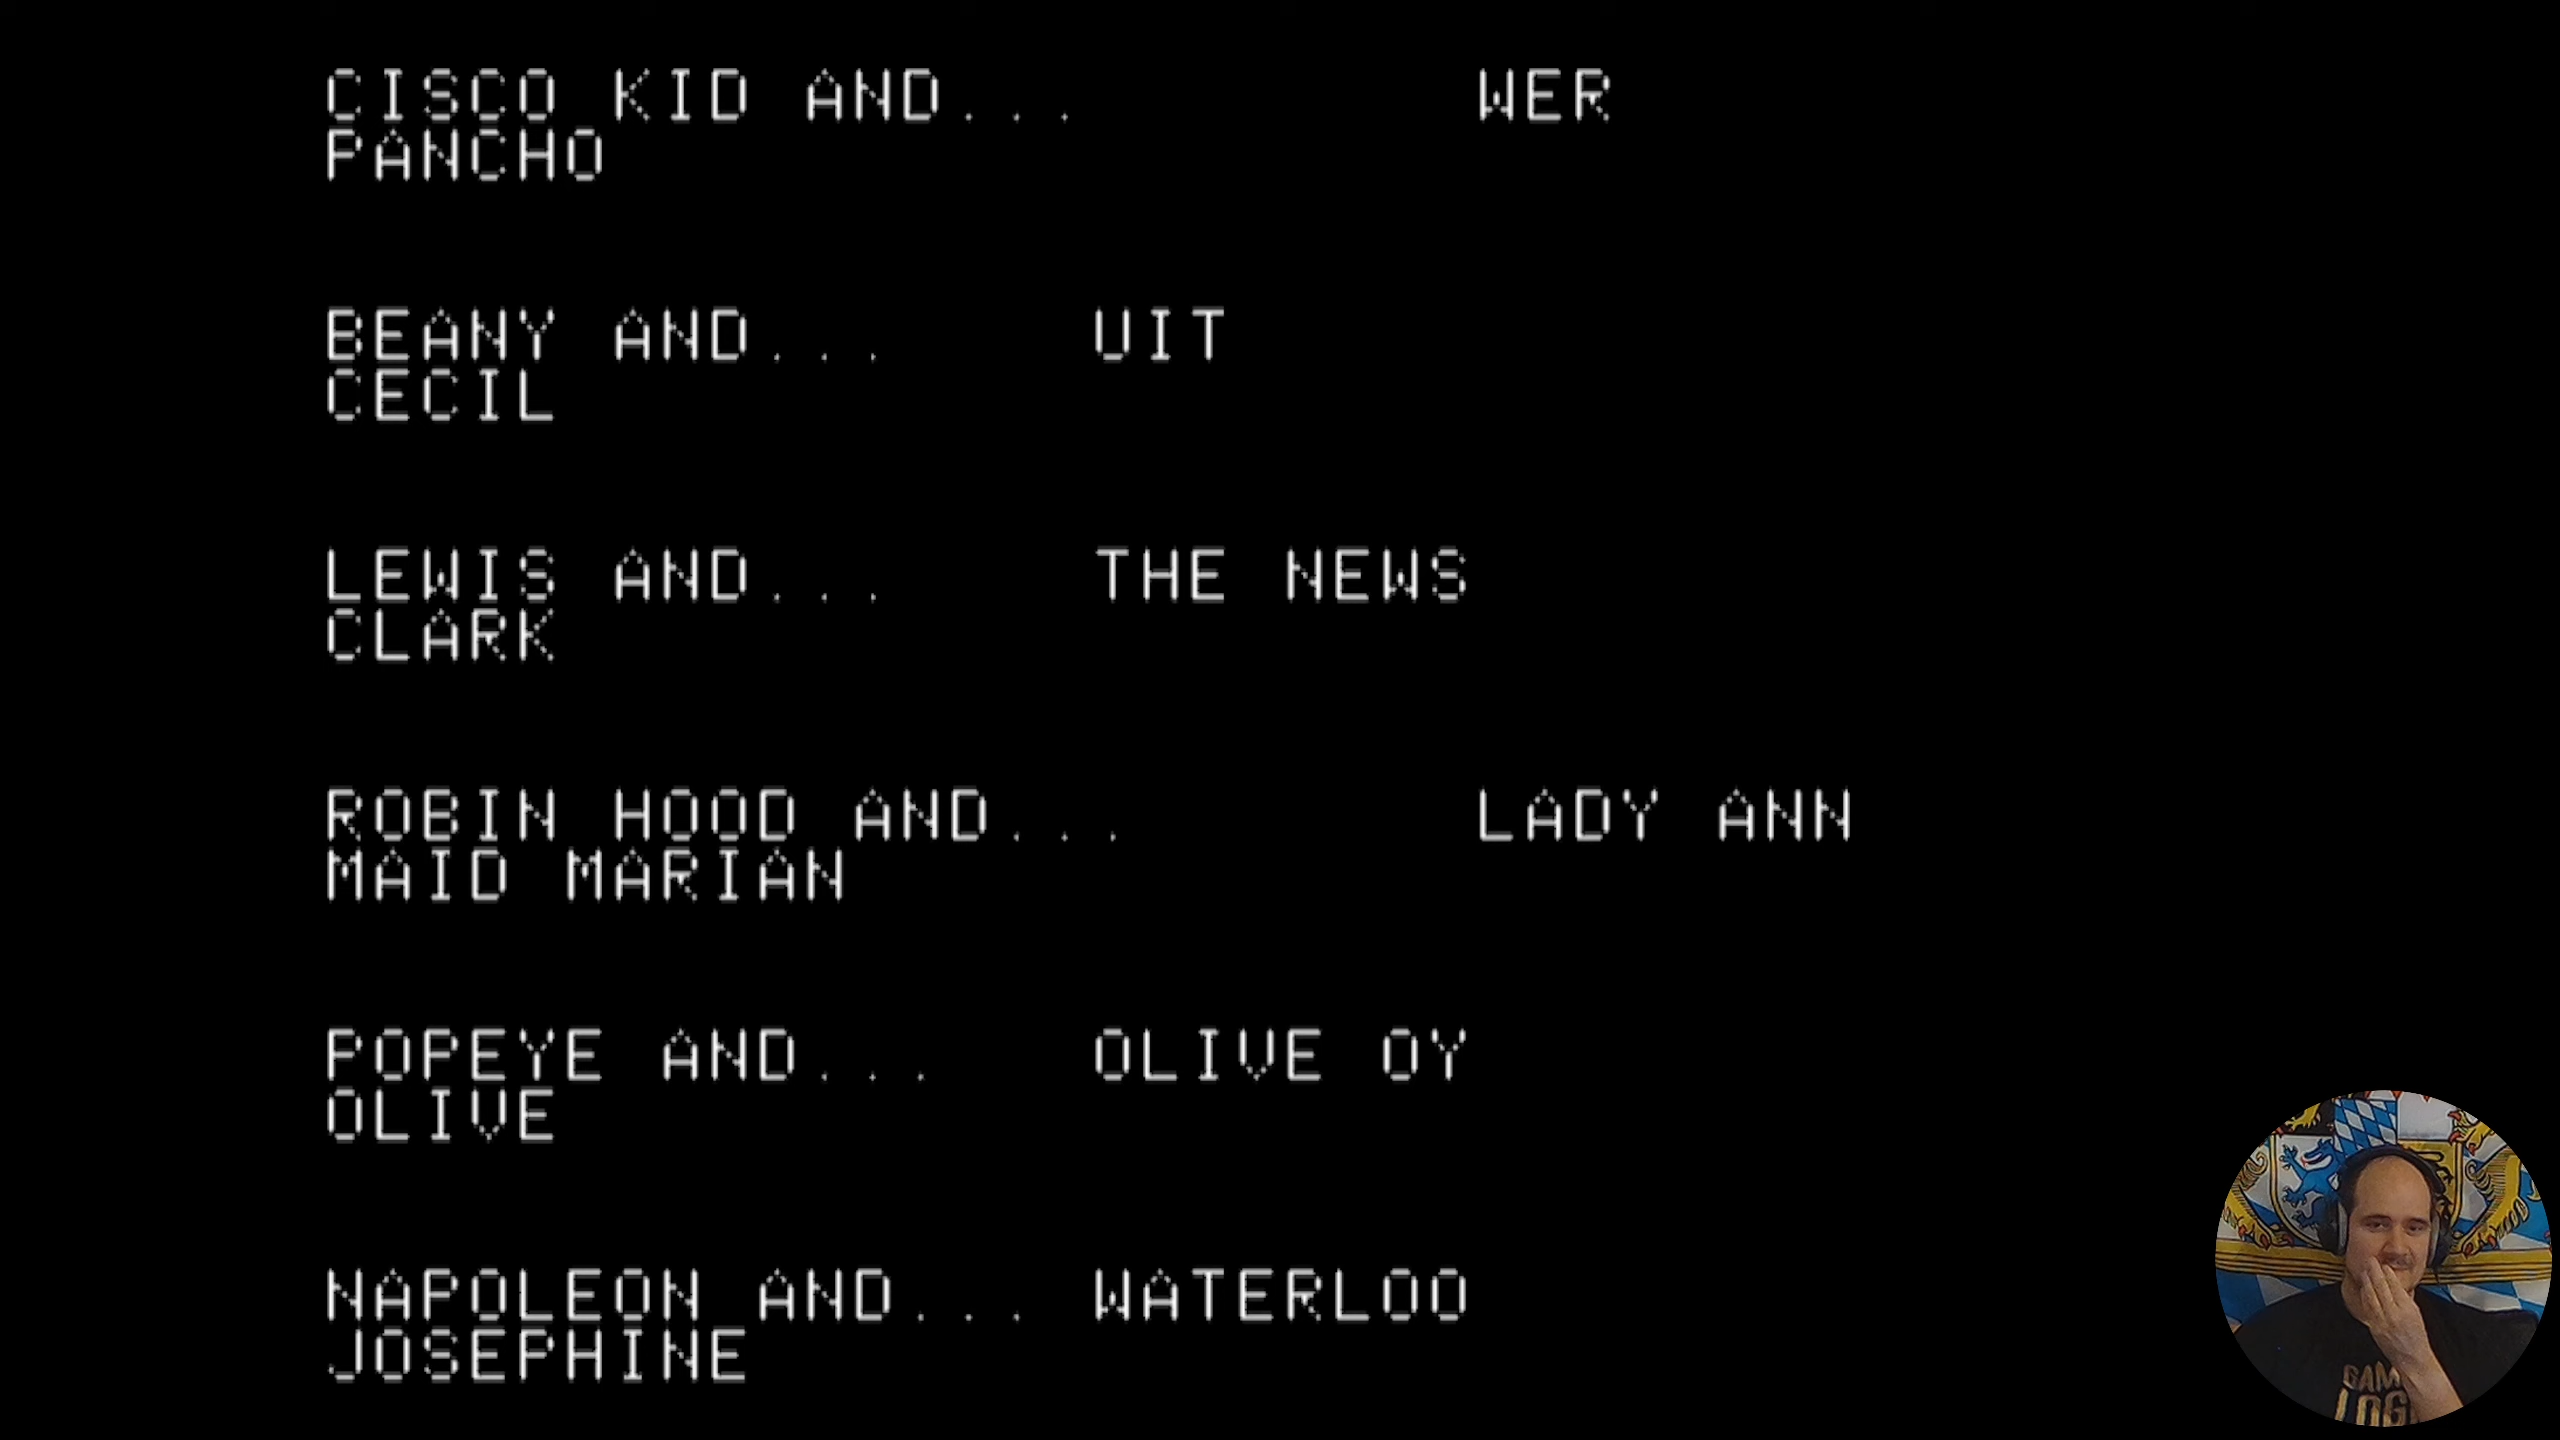 CISCO KID AND... WER
PANCHO
BEANY AND... UIT
CECIL
LEWIS AND... THE NEWS
CLARK
ROBIN HOOD AND... LADY ANN
MAID MARIAN
POPEYE AND... OLIVE OY
OLIVE
NAPOLEON AND... WATERLOO
JOSEPHINE